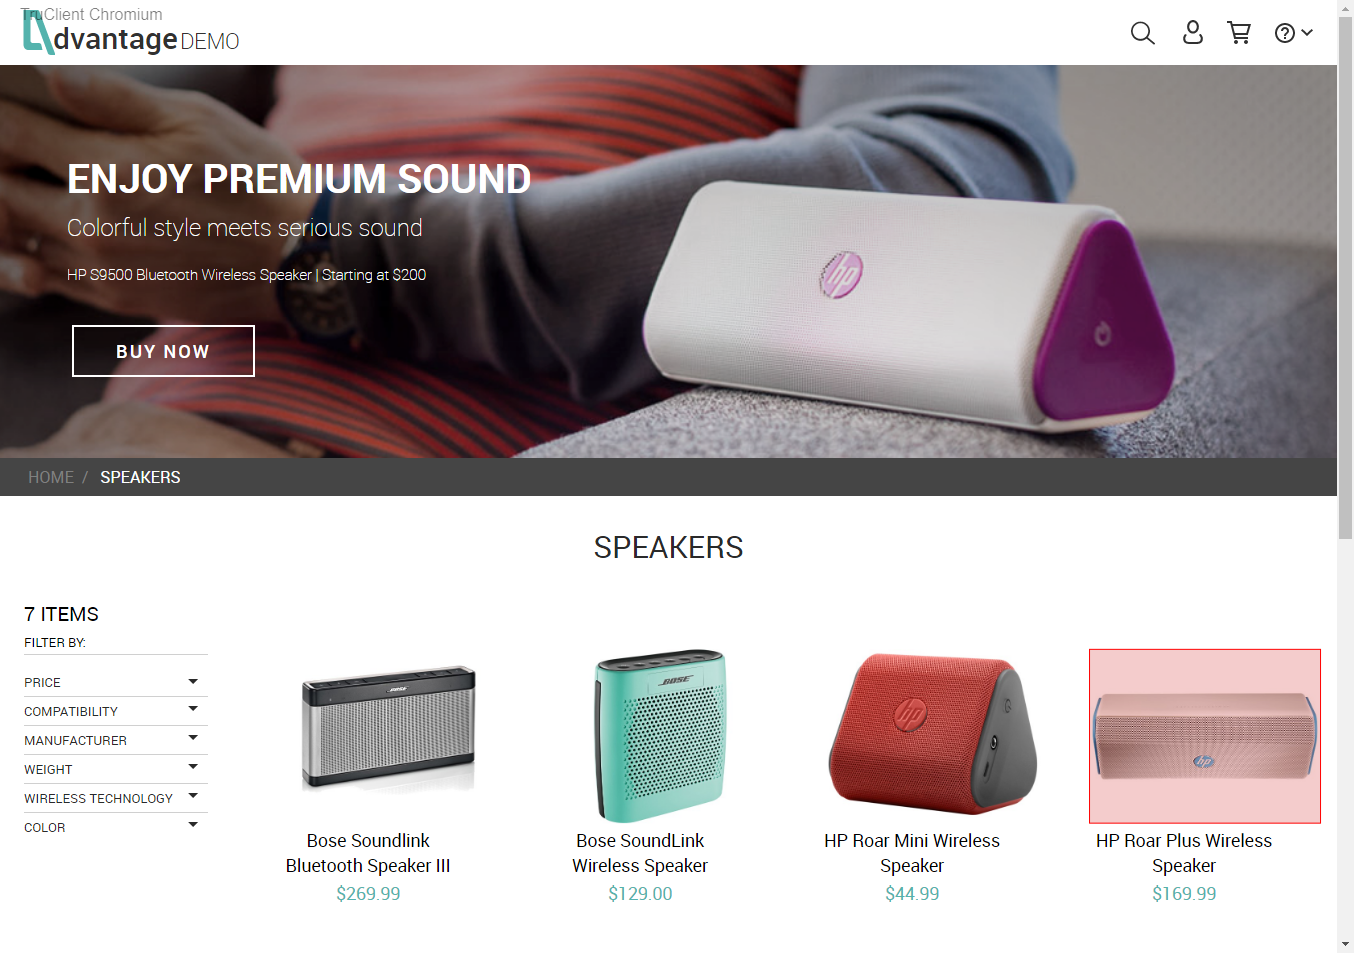 TruClient Chromium
dvantage DEMO
ENJOY PREMIUM SOUND
Colorful style meets serious sound
HP S9500 Bluetooth Wireless Speaker | Starting at $200
BUY NOW
hp
HOME / SPEAKERS
SPEAKERS
7 ITEMS
FILTER BY:
PRICE
COMPATIBILITY
MANUFACTURER
WEIGHT
WIRELESS TECHNOLOGY
COLOR
BOSE
Bose Soundlink
Bluetooth Speaker III
$269.99
BOSE
Bose SoundLink
Wireless Speaker
$129.00
hp
HP Roar Mini Wireless
Speaker
$44.99
hp
HP Roar Plus Wireless
Speaker
$169.99